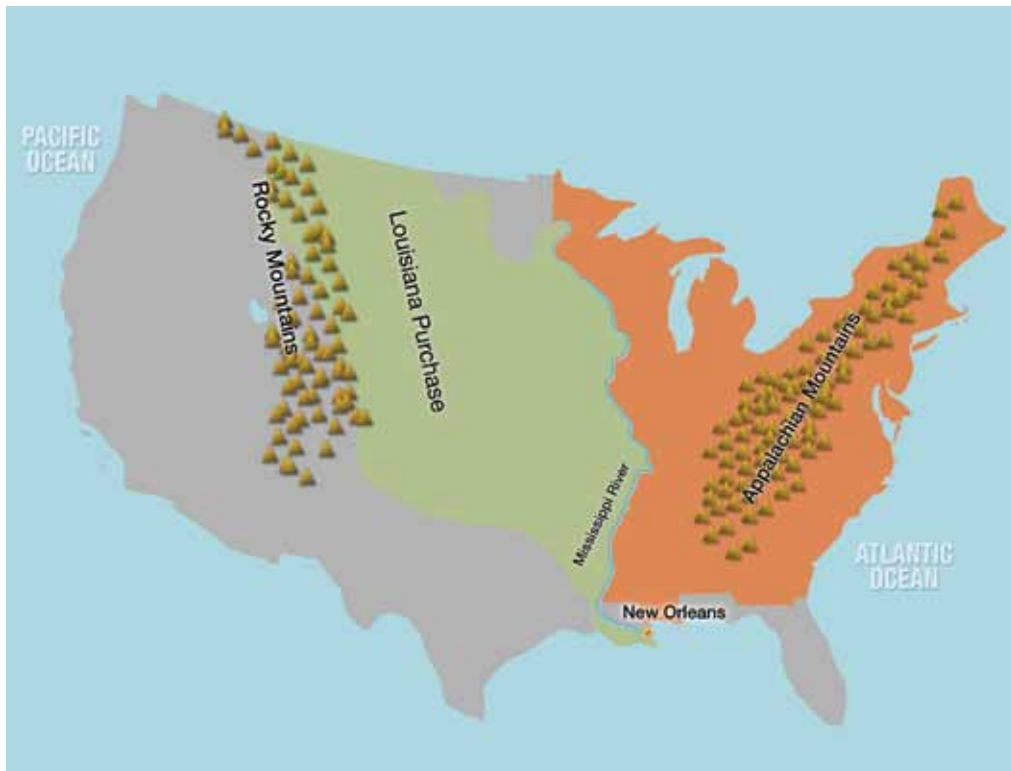 PACIFIC
OCEAN
Rocky Mountains
Louisiana Purchase
Mississippi River
Appalachian Mountains
ATLANTIC
OCEAN
New Orleans